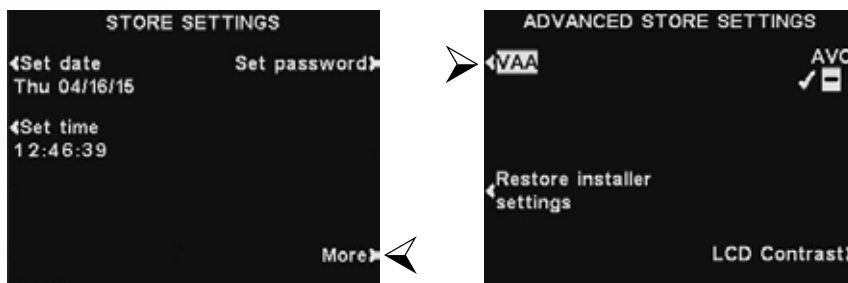 STORE SETTINGS
Set date
Thu 04/16/15
Set password
Set time
12:46:39
More
ADVANCED STORE SETTINGS
VAA
AVC
Restore installer
settings
LCD Contrast